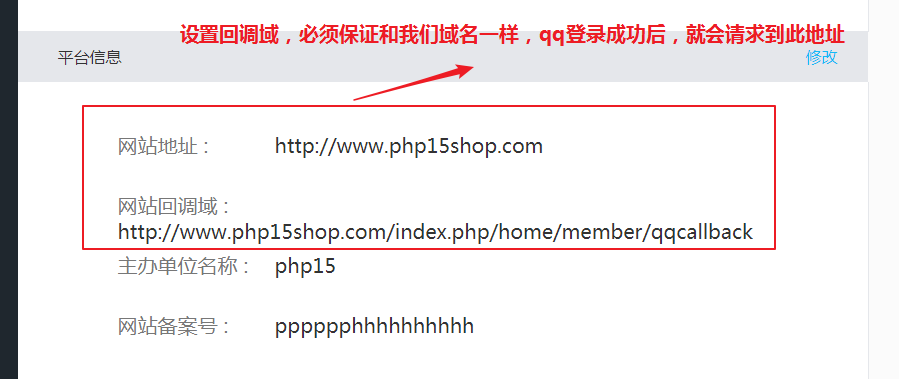 设置回调域，必须保证和我们域名一样，qq登录成功后，就会请求到此地址
平台信息
修改
网站地址：
http://www.php15shop.com
网站回调域：
http://www.php15shop.com/index.php/home/member/qqcallback
主办单位名称：
php15
网站备案号：
pppppphhhhhhhhhh